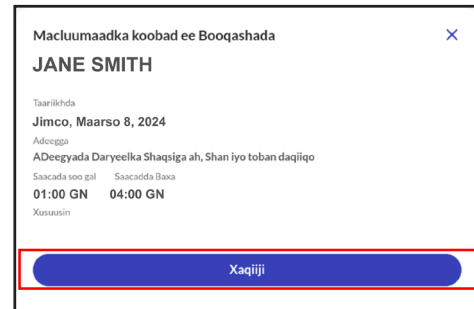 Macluumaadka koobad ee Booqashada
JANE SMITH
Taariikhda
Jimco, Maarso 8, 2024
Adeegga
ADeegyada Daryeelka Shaqsiga ah, Shan iyo toban daqiiqo
Saacada soo gal Saacadda Baxa
01:00 GN 04:00 GN
Xusuusin
Xaqiiji